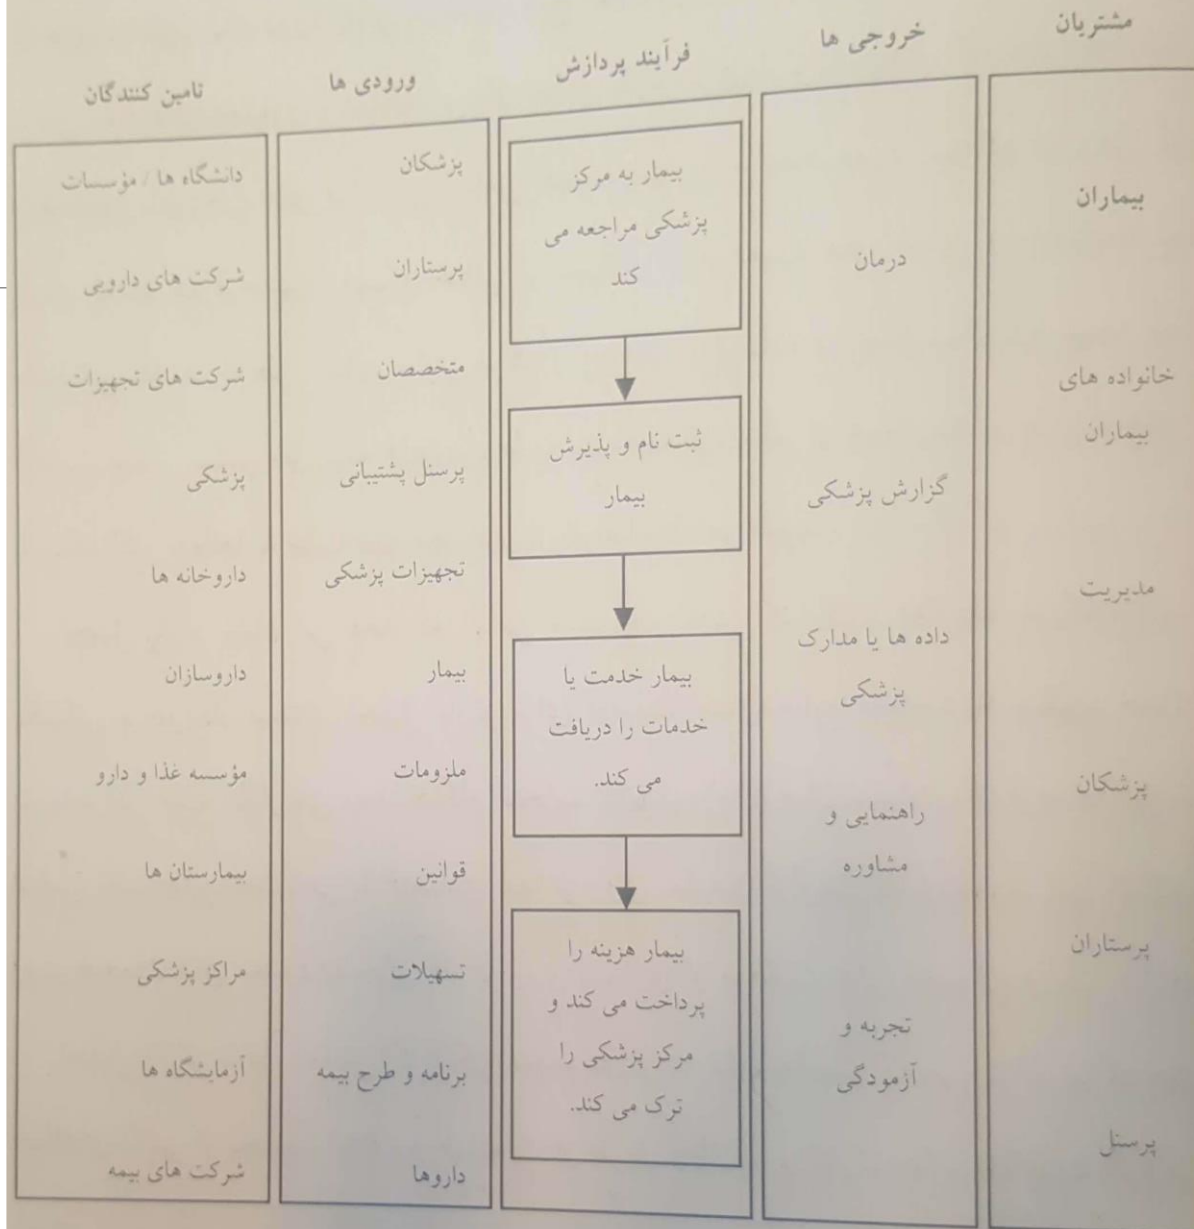 تامین کنندگان
دانشگاه ها / مؤسسات
شرکت های دارویی
شرکت های تجهیزات
پزشکی
داروخانه ها
داروسازان
مؤسسه غذا و دارو
بیمارستان ها
مراکز پزشکی
آزمایشگاه ها
شرکت های بیمه
ورودی ها
پزشکان
پرستاران
متخصصان
پرسنل پشتیبانی
تجهیزات پزشکی
بیمار
ملزومات
قوانین
تسهیلات
برنامه و طرح بیمه
داروها
فرآیند پردازش
بیمار به مرکز
پزشکی مراجعه می
کند
ثبت نام و پذیرش
بیمار
بیمار خدمت یا
خدمات را دریافت
می کند.
بیمار هزینه را
پرداخت می کند و
مرکز پزشکی را
ترک می کند.
خروجی ها
درمان
گزارش پزشکی
داده ها یا مدارک
پزشکی
راهنمایی و
مشاوره
تجربه و
آزمودگی
مشتریان
بیماران
خانواده های
بیماران
مدیریت
پزشکان
پرستاران
پرسنل